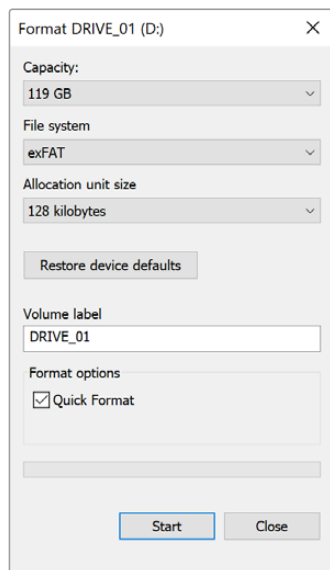 Format DRIVE_01 (D:)
Capacity:
119 GB
File system
exFAT
Allocation unit size
128 kilobytes
Restore device defaults
Volume label
DRIVE_01
Format options
Quick Format
Start Close